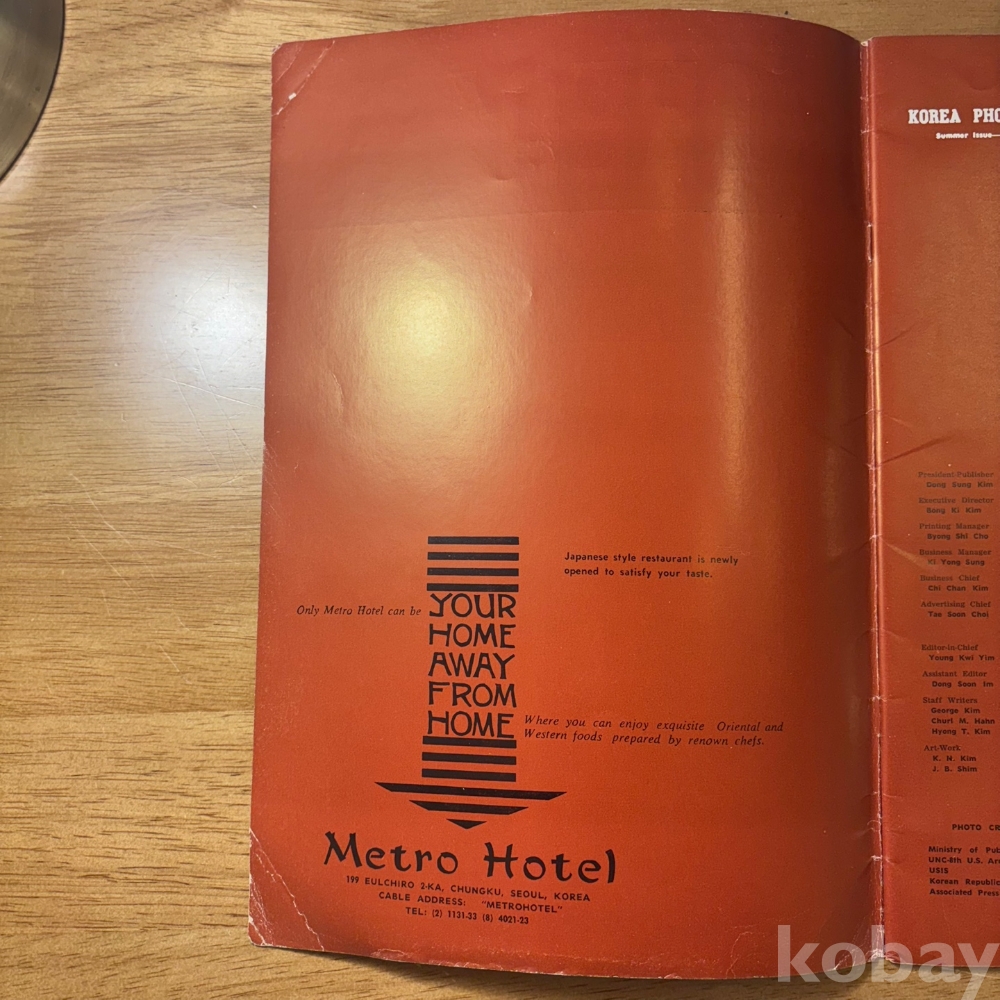 Japanese style restaurant is newly
opened to satisfy your taste.
Only Metro Hotel can be
YOUR
HOME
AWAY
FROM
HOME
Where you can enjoy exquisite Oriental and
Western foods prepared by renown chefs.
Metro Hotel
199 EULCHIRO 2-KA, CHUNGKU, SEOUL, KOREA
CABLE ADDRESS: "METROHOTEL"
TEL: (2) 1131-33 (8) 4021-23
KOREA PHO
Summer Issue—
President-Publisher
Dong Sung Kim
Executive Director
Bong Ki Kim
Printing Manager
Byong Shi Cho
Business Manager
Ki Yong Sung
Business Chief
Chi Chan Kim
Advertising Chief
Tae Soon Choi
Editor-in-Chief
Young Kwi Yim
Assistant Editor
Dong Soon Im
Staff Writers
George Kim
Churl M. Hahn
Hyong T. Kim
Art-Work
K. N. Kim
J. B. Shim
PHOTO CR
Ministry of Pub
UNC-8th U.S. Ar
USIS
Korean Republic
Associated Press
kobay